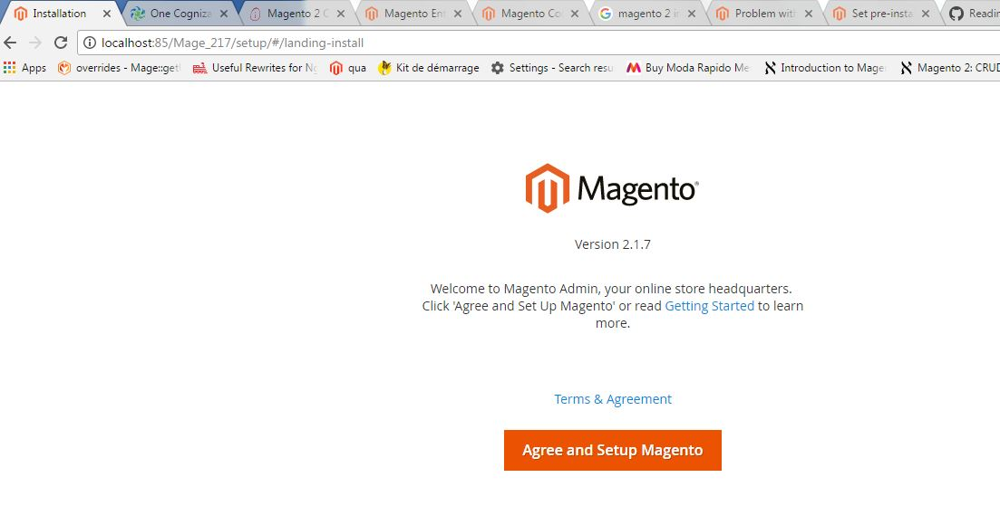 Installation
One Cogniza
Magento 2 C
Magento Ent
Magento Co
magento 2 in
Problem with
Set pre-insta
Readin
localhost:85/Mage_217/setup/#/landing-install
Apps
overrides - Mage::get
Useful Rewrites for Ng
qua
Kit de démarrage
Settings - Search resu
Buy Moda Rapido Me
Introduction to Mage
Magento 2: CRUD
Magento®
Version 2.1.7
Welcome to Magento Admin, your online store headquarters.
Click 'Agree and Set Up Magento' or read Getting Started to learn
more.
Terms & Agreement
Agree and Setup Magento